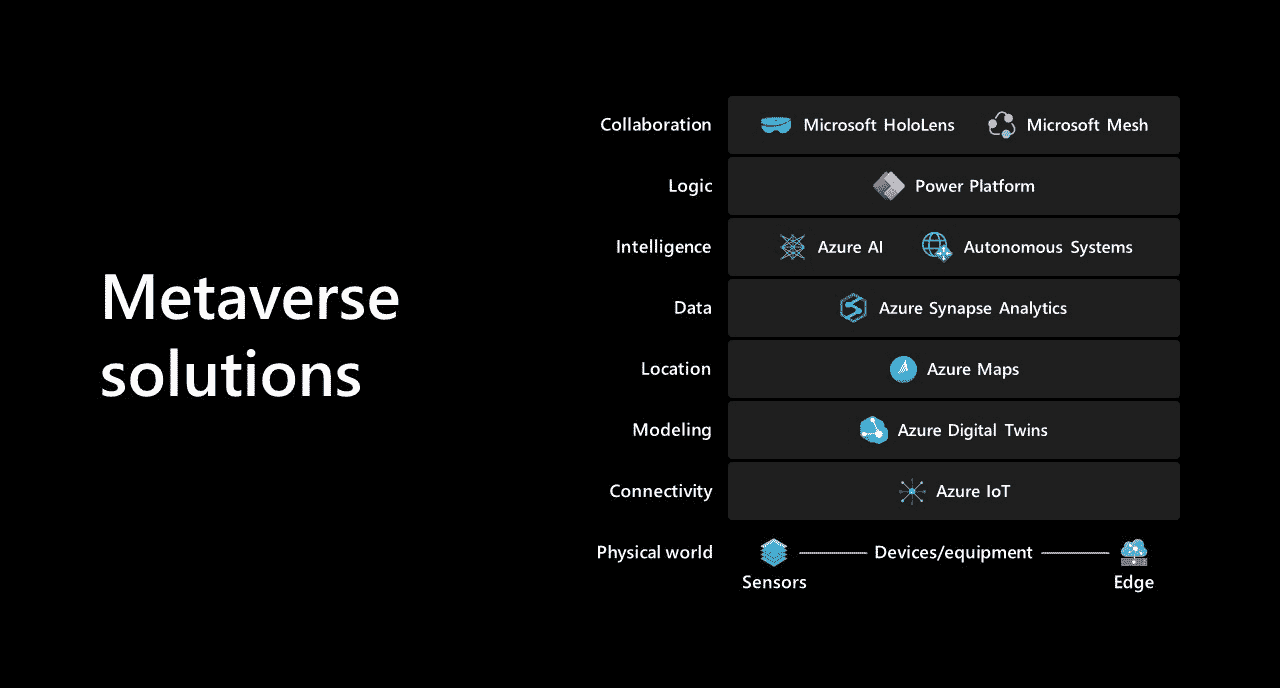 Metaverse
solutions
Collaboration Microsoft HoloLens Microsoft Mesh
Logic Power Platform
Intelligence Azure AI Autonomous Systems
Data Azure Synapse Analytics
Location Azure Maps
Modeling Azure Digital Twins
Connectivity Azure IoT
Physical world Devices/equipment
Sensors Edge